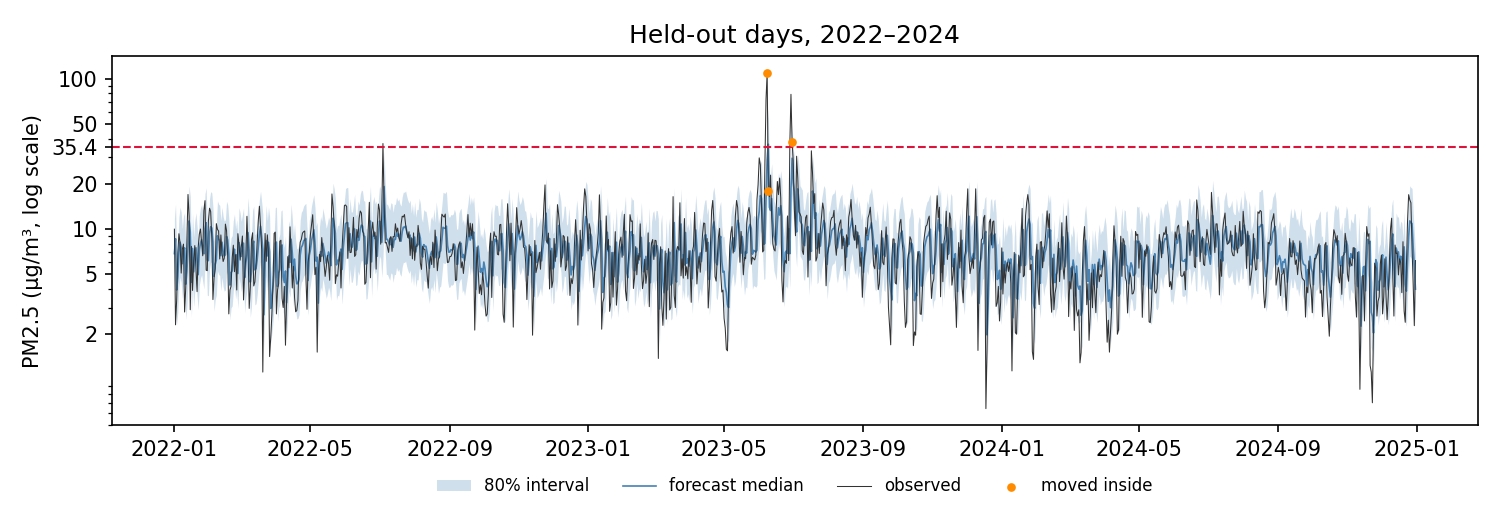 Held-out days, 2022–2024
PM2.5 (µg/m³, log scale)
100
50
35.4
20
10
5
2
2022-01 2022-05 2022-09 2023-01 2023-05 2023-09 2024-01 2024-05 2024-09 2025-01
80% interval forecast median observed moved inside